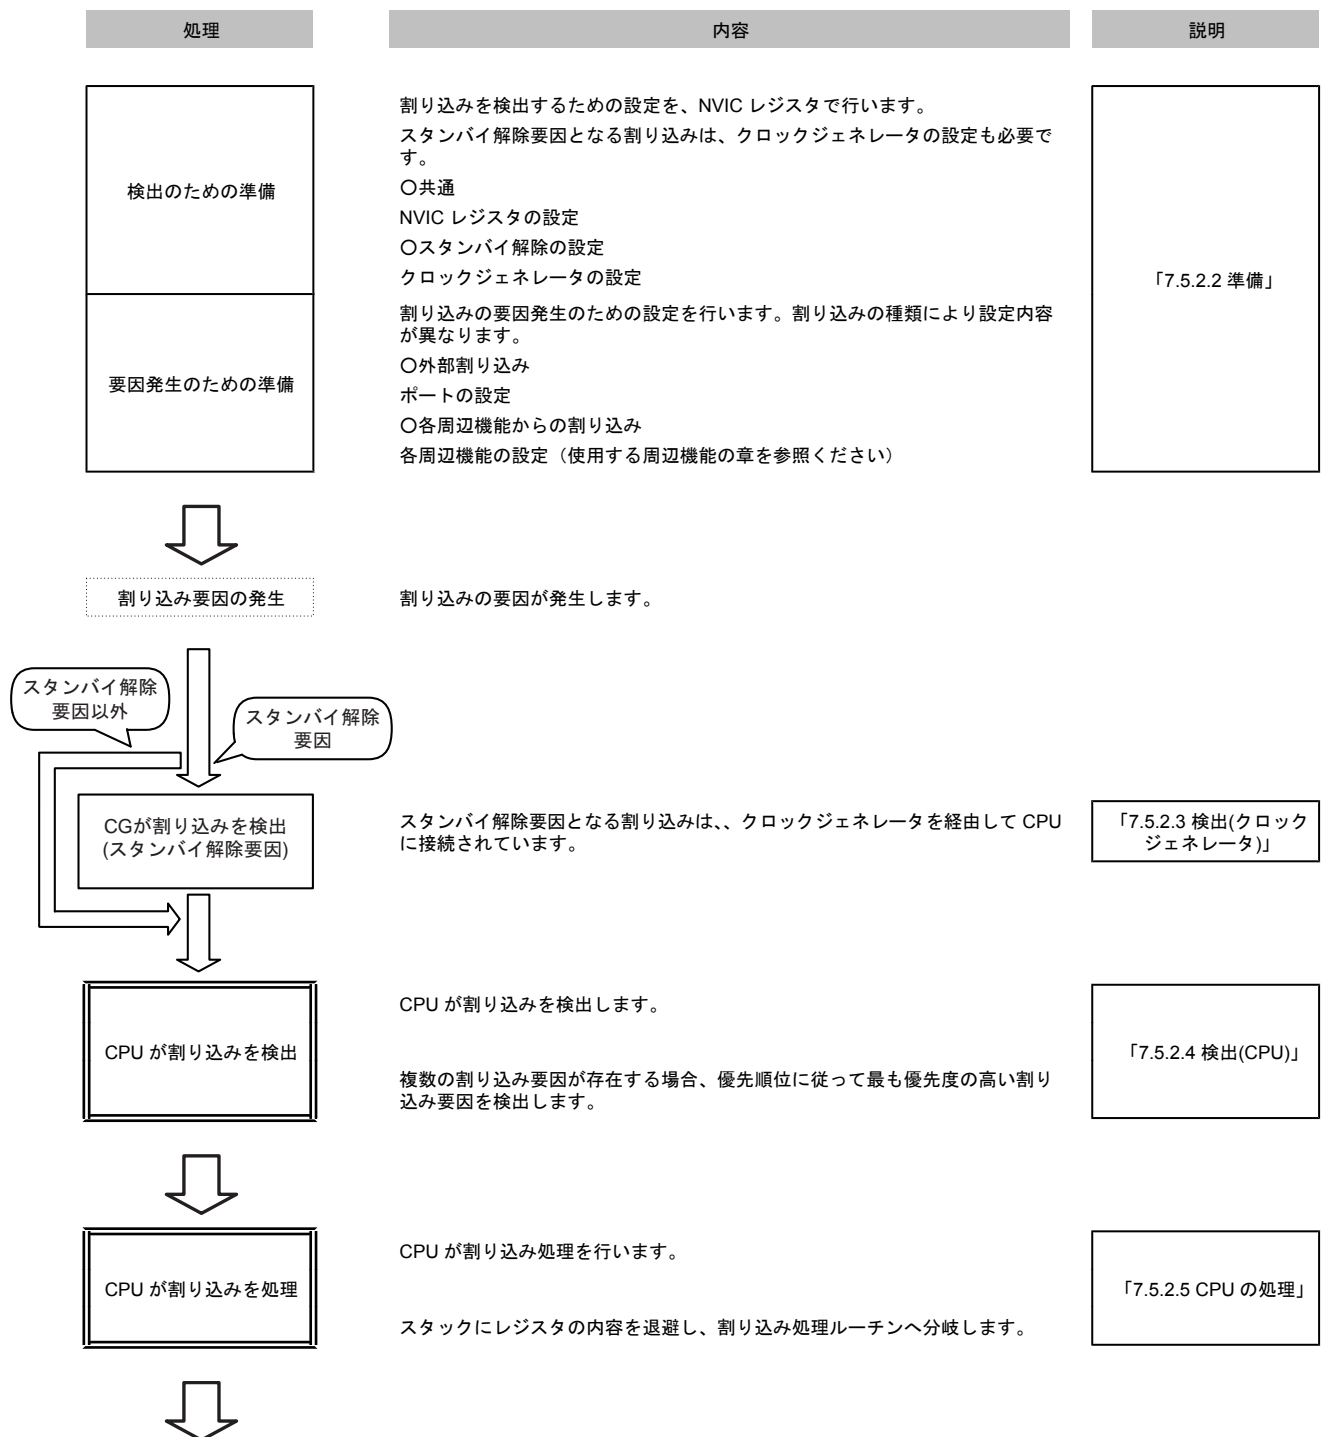 処理
内容
説明
検出のための準備
割り込みを検出するための設定を、NVIC レジスタで行います。
スタンバイ解除要因となる割り込みは、クロックジェネレータの設定も必要で
す。
〇共通
NVIC レジスタの設定
〇スタンバイ解除の設定
クロックジェネレータの設定
「7.5.2.2 準備」
要因発生のための準備
割り込みの要因発生のための設定を行います。割り込みの種類により設定内容
が異なります。
〇外部割り込み
ポートの設定
〇各周辺機能からの割り込み
各周辺機能の設定（使用する周辺機能の章を参照ください）
割り込み要因の発生
割り込みの要因が発生します。
スタンバイ解除
要因以外
スタンバイ解除
要因
CGが割り込みを検出
(スタンバイ解除要因)
スタンバイ解除要因となる割り込みは、、クロックジェネレータを経由して CPU
に接続されています。
「7.5.2.3 検出(クロック
ジェネレータ)」
CPU が割り込みを検出
CPU が割り込みを検出します。
複数の割り込み要因が存在する場合、優先順位に従って最も優先度の高い割り
込み要因を検出します。
「7.5.2.4 検出(CPU)」
CPU が割り込みを処理
CPU が割り込み処理を行います。
スタックにレジスタの内容を退避し、割り込み処理ルーチンへ分岐します。
「7.5.2.5 CPU の処理」